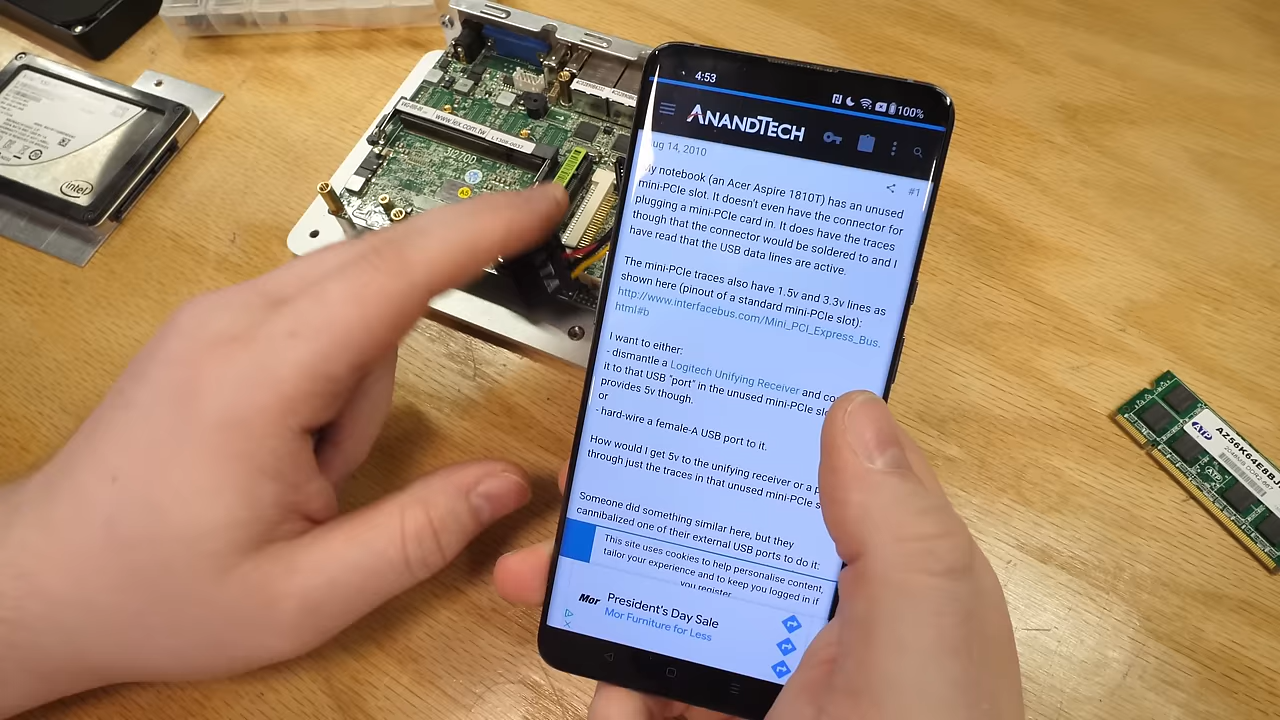 4:53
100%
ANANDTECH
ug 14, 2010
#1
My notebook (an Acer Aspire 1810T) has an unused
mini-PCIe slot. It doesn't even have the connector for
plugging a mini-PCIe card in. It does have the traces
though that the connector would be soldered to and I
have read that the USB data lines are active.
The mini-PCIe traces also have 1.5v and 3.3v lines as
shown here (pinout of a standard mini-PCIe slot):
http://www.interfacebus.com/Mini_PCI_Express_Bus.
html#b
I want to either:
- dismantle a Logitech Unifying Receiver and co
it to that USB "port" in the unused mini-PCIe slo
provides 5v though.
or
- hard-wire a female-A USB port to it.
How would I get 5v to the unifying receiver or a p
through just the traces in that unused mini-PCIe s
Someone did something similar here, but they
cannibalized one of their external USB ports to do it:
This site uses cookies to help personalise content,
tailor your experience and to keep you logged in if
you register.
Mor
President's Day Sale
Mor Furniture for Less
www.lex.com.tw
intel
ATP
AZ56K64E8BJ